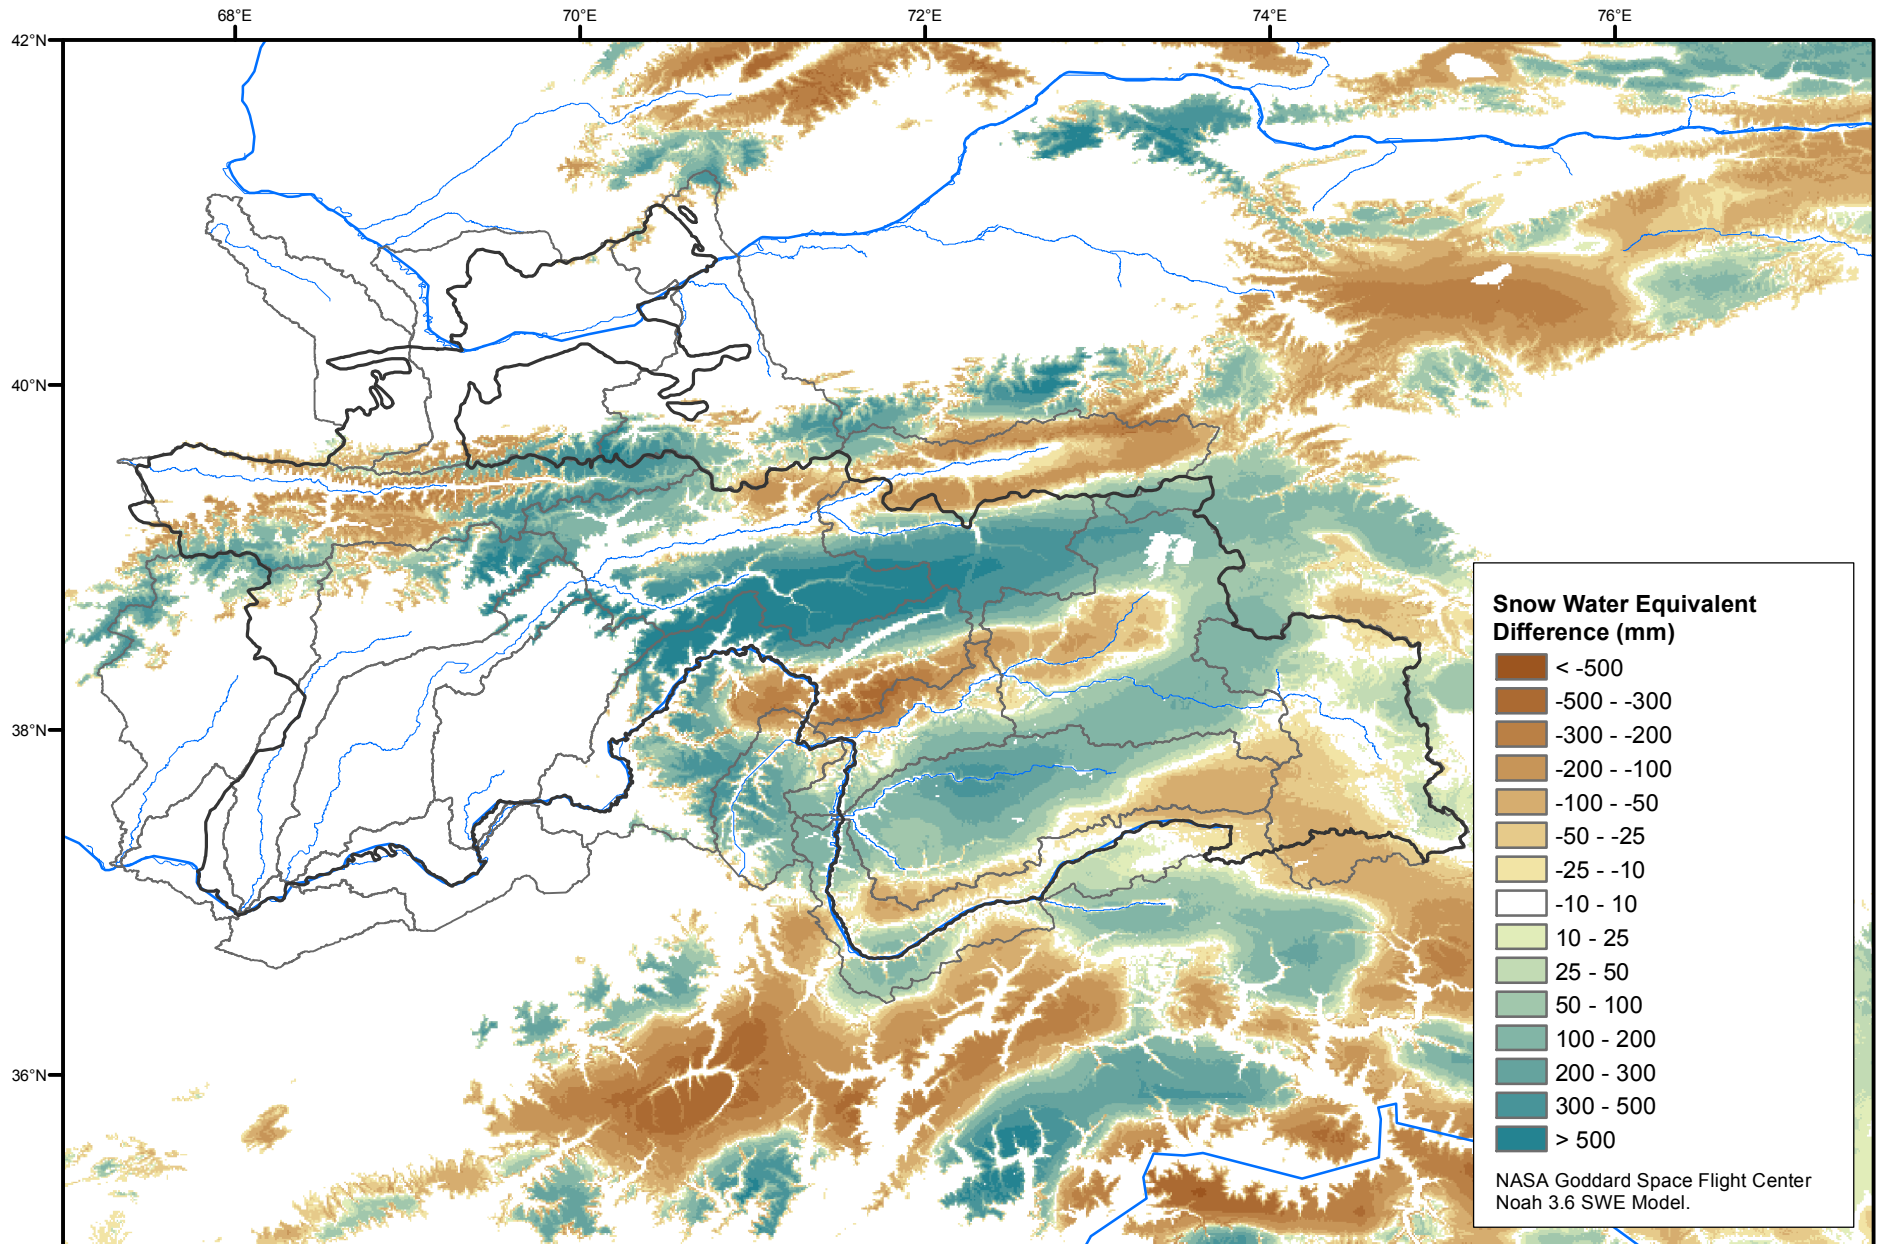 68°E 70°E 72°E 74°E 76°E
42°N
40°N
38°N
36°N
Snow Water Equivalent
Difference (mm)
< -500
-500 - -300
-300 - -200
-200 - -100
-100 - -50
-50 - -25
-25 - -10
-10 - 10
10 - 25
25 - 50
50 - 100
100 - 200
200 - 300
300 - 500
> 500
NASA Goddard Space Flight Center
Noah 3.6 SWE Model.